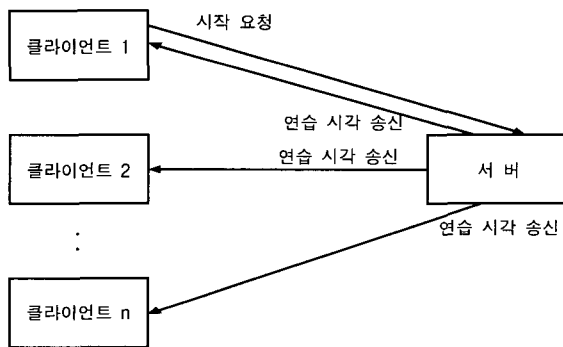 시작 요청
클라이언트 1
연습 시각 송신
클라이언트 2
연습 시각 송신
서 버
연습 시각 송신
:
클라이언트 n